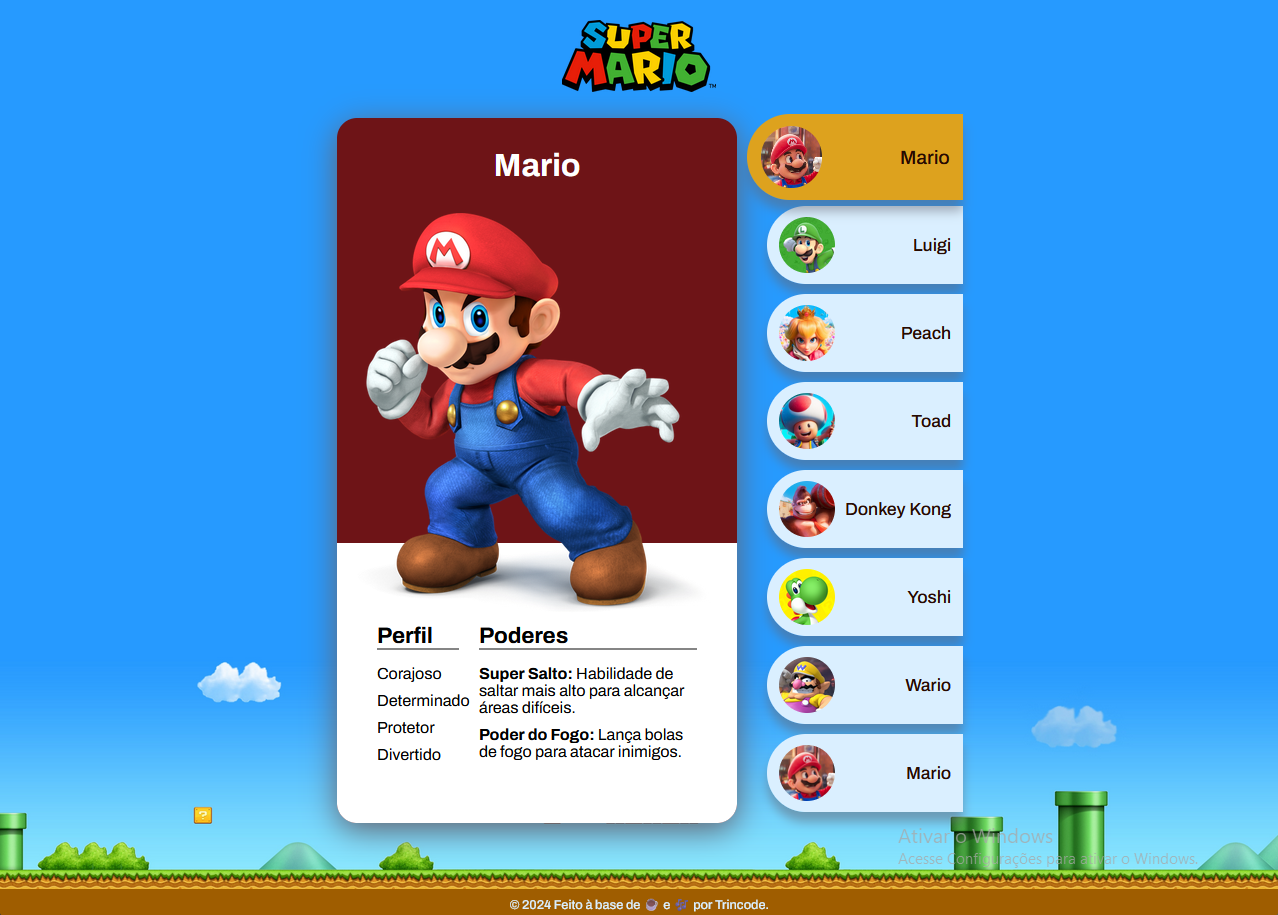 SUPER
MARIO™
Mario
M
Perfil
Corajoso
Determinado
Protetor
Divertido
Poderes
Super Salto: Habilidade de
saltar mais alto para alcançar
áreas difíceis.
Poder do Fogo: Lança bolas
de fogo para atacar inimigos.
Mario
Luigi
Peach
Toad
Donkey Kong
Yoshi
Wario
Mario
?
Ativar o Windows
Acesse Configurações para ativar o Windows.
© 2024 Feito à base de e por Trincode.